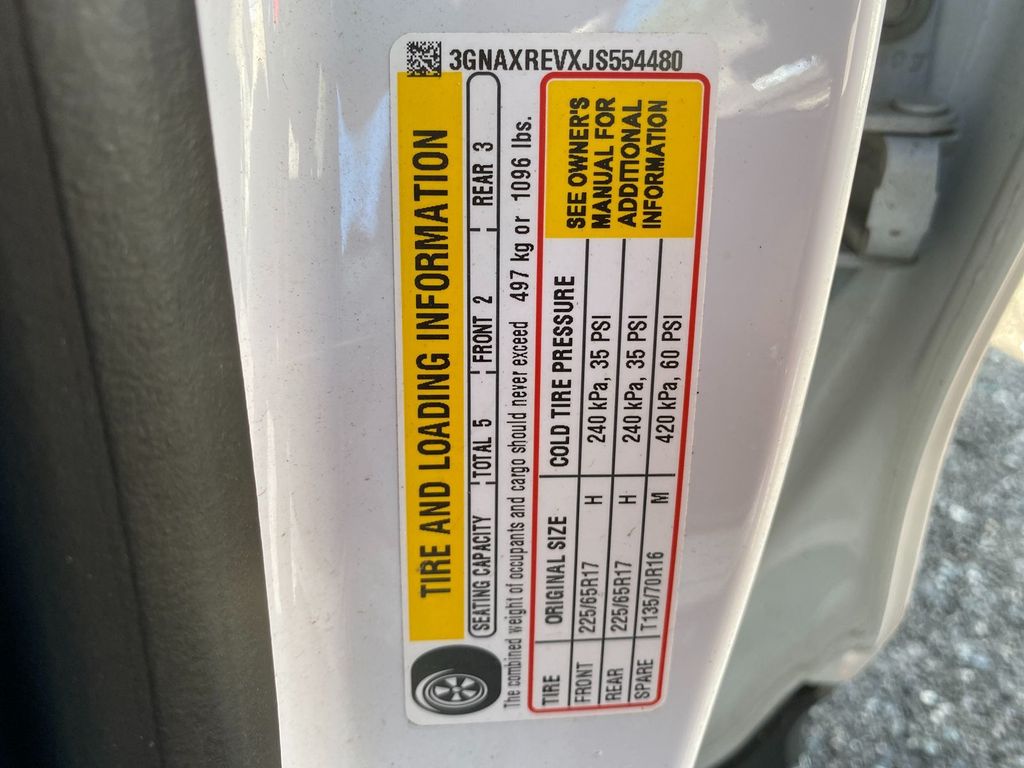 3GNAXREVXJS554480
TIRE AND LOADING INFORMATION
SEATING CAPACITY TOTAL 5 FRONT 2 REAR 3
The combined weight of occupants and cargo should never exceed 497 kg or 1096 lbs.
TIRE ORIGINAL SIZE COLD TIRE PRESSURE
FRONT 225/65R17 H 240 kPa, 35 PSI
REAR 225/65R17 H 240 kPa, 35 PSI
SPARE T135/70R16 M 420 kPa, 60 PSI
SEE OWNER'S
MANUAL FOR
ADDITIONAL
INFORMATION